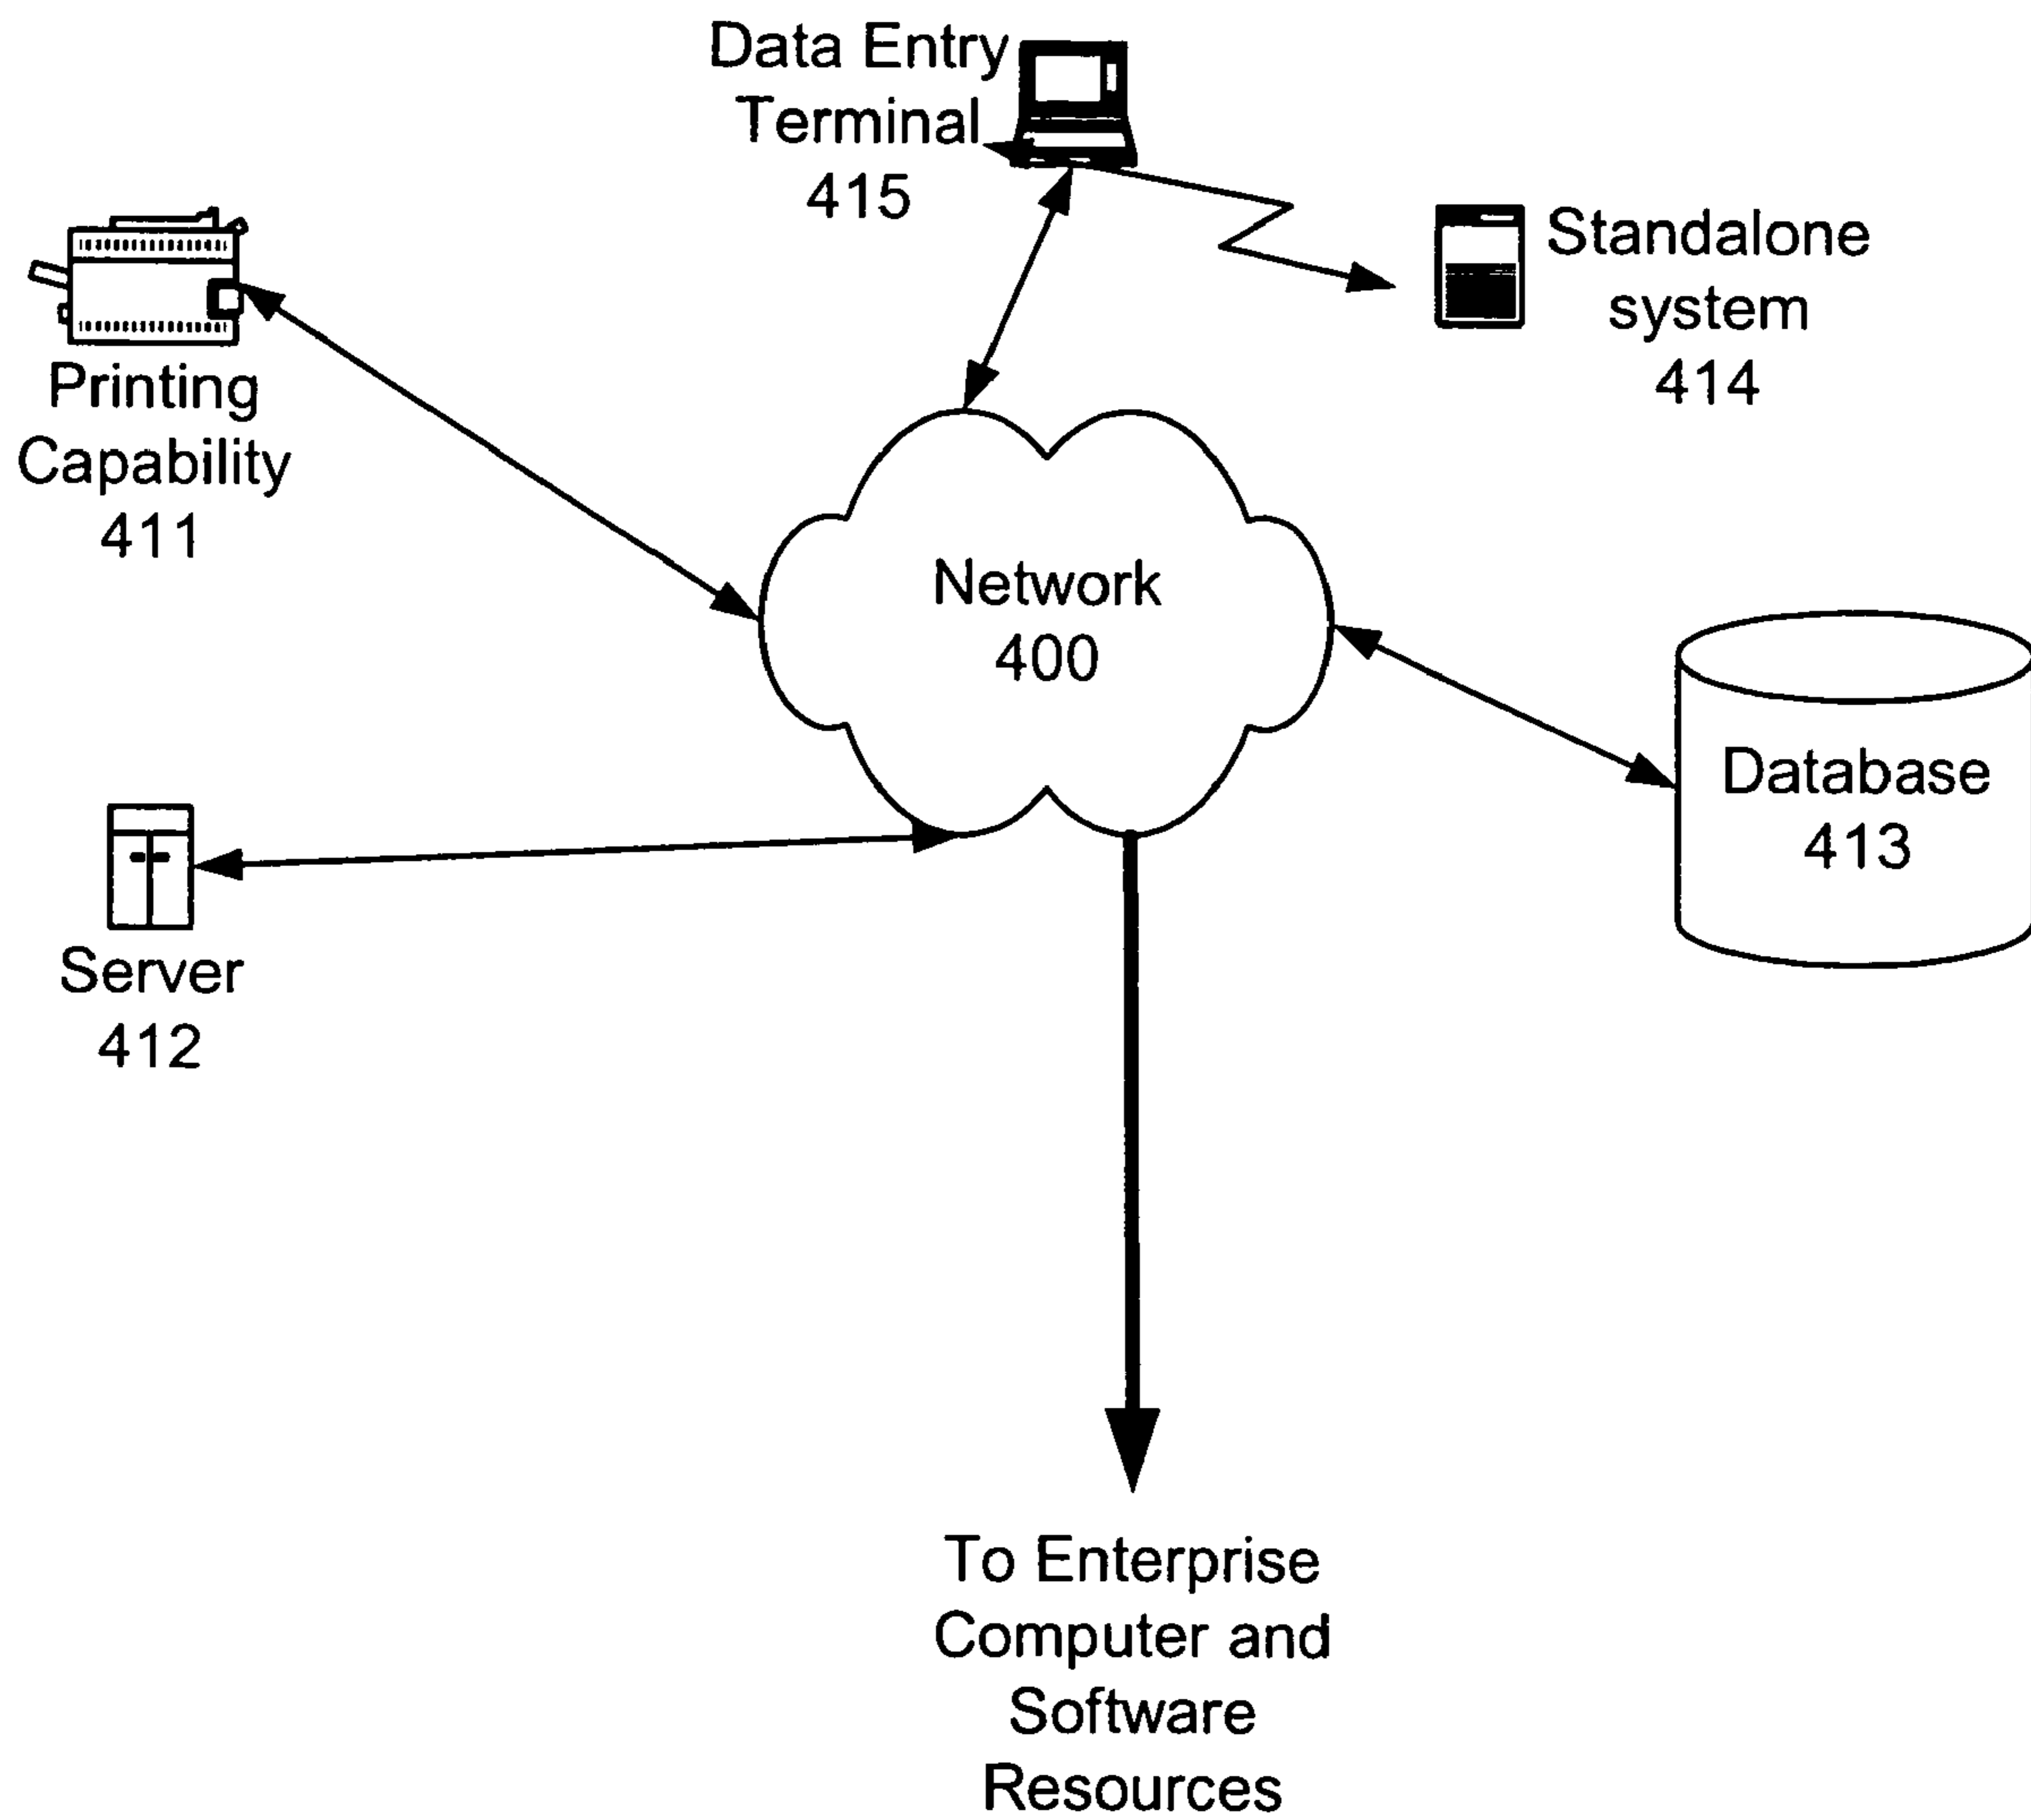 Data Entry
Terminal
415
Standalone
system
414
Printing
Capability
411
Network
400
Database
413
Server
412
To Enterprise
Computer and
Software
Resources